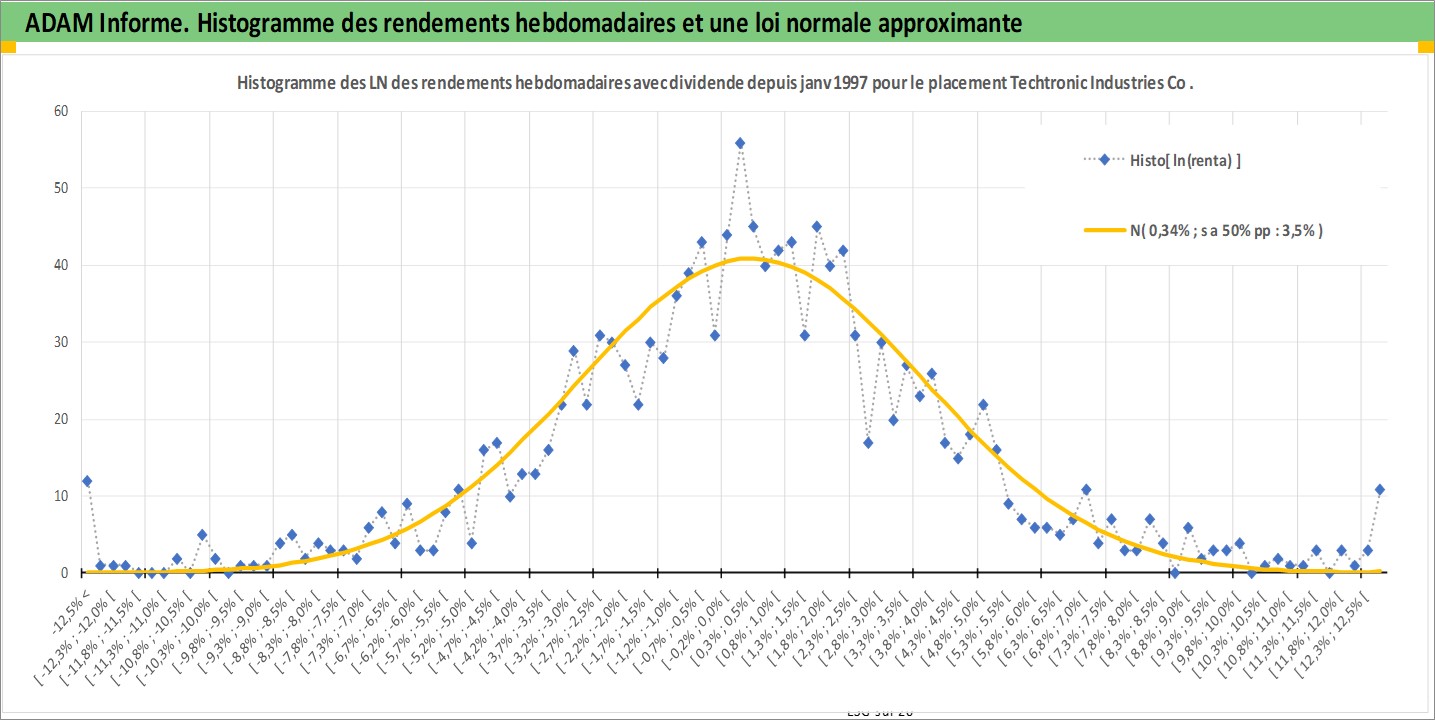 ADAM Informe. Histogramme des rendements hebdomadaires et une loi normale approximante
Histogramme des LN des rendements hebdomadaires avec dividende depuis janv 1997 pour le placement Techtronic Industries Co .
60
50
40
30
20
10
0
Histo[ ln(renta) ]
N( 0,34% ; s a 50% pp : 3,5% )
-12,5% <
[ -12,3% ; -12,0% [
[ -11,8% ; -11,5% [
[ -11,3% ; -11,0% [
[ -10,8% ; -10,5% [
[ -10,3% ; -10,0% [
[ -9,8% ; -9,5% [
[ -9,3% ; -9,0% [
[ -8,8% ; -8,5% [
[ -8,3% ; -8,0% [
[ -7,8% ; -7,5% [
[ -7,3% ; -7,0% [
[ -6,7% ; -6,5% [
[ -6,2% ; -6,0% [
[ -5,7% ; -5,5% [
[ -5,2% ; -5,0% [
[ -4,7% ; -4,5% [
[ -4,2% ; -4,0% [
[ -3,7% ; -3,5% [
[ -3,2% ; -3,0% [
[ -2,7% ; -2,5% [
[ -2,2% ; -2,0% [
[ -1,7% ; -1,5% [
[ -1,2% ; -1,0% [
[ -0,7% ; -0,5% [
[ -0,2% ; 0,0% [
[ 0,3% ; 0,5% [
[ 0,8% ; 1,0% [
[ 1,3% ; 1,5% [
[ 1,8% ; 2,0% [
[ 2,3% ; 2,5% [
[ 2,8% ; 3,0% [
[ 3,3% ; 3,5% [
[ 3,8% ; 4,0% [
[ 4,3% ; 4,5% [
[ 4,8% ; 5,0% [
[ 5,3% ; 5,5% [
[ 5,8% ; 6,0% [
[ 6,3% ; 6,5% [
[ 6,8% ; 7,0% [
[ 7,3% ; 7,5% [
[ 7,8% ; 8,0% [
[ 8,3% ; 8,5% [
[ 8,8% ; 9,0% [
[ 9,3% ; 9,5% [
[ 9,8% ; 10,0% [
[ 10,3% ; 10,5% [
[ 10,8% ; 11,0% [
[ 11,3% ; 11,5% [
[ 11,8% ; 12,0% [
[ 12,3% ; 12,5% [